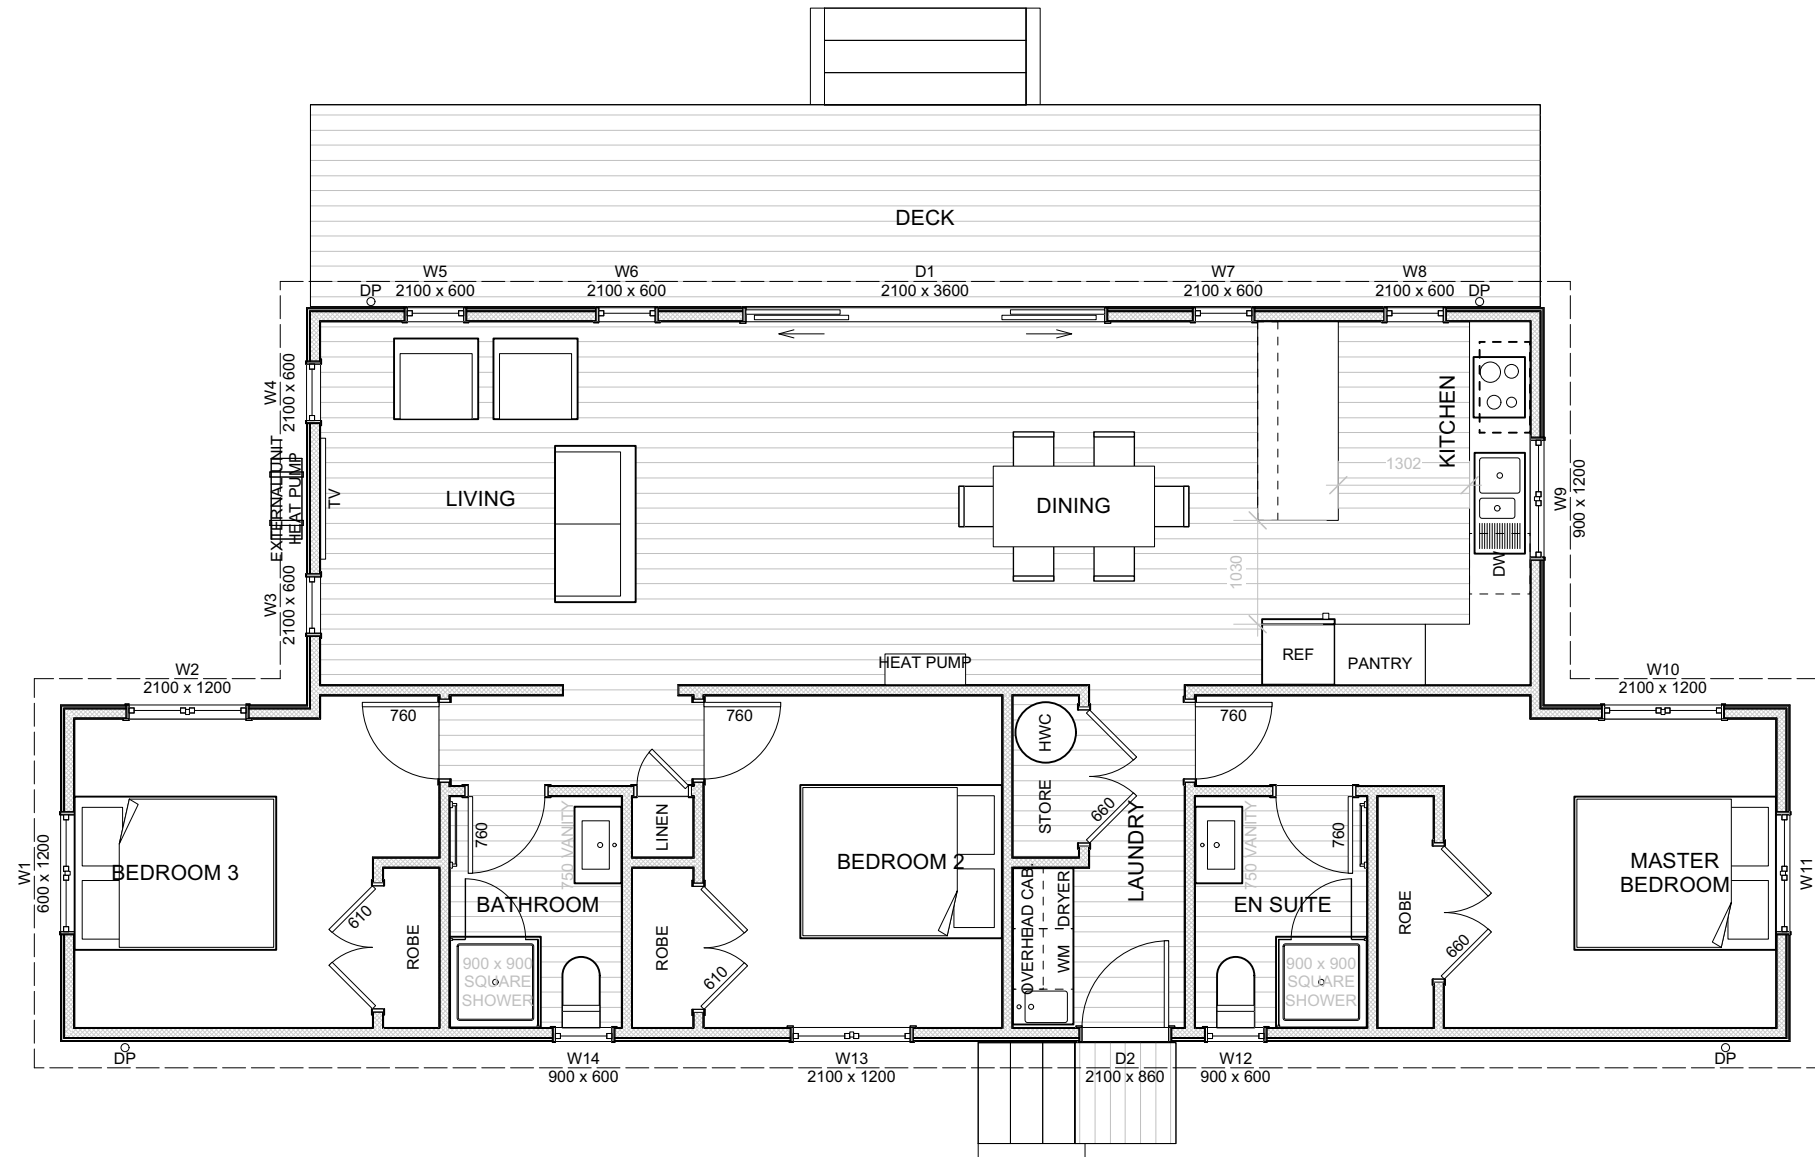 DECK
W5
2100 x 600
W6
2100 x 600
D1
2100 x 3600
W7
2100 x 600
W8
2100 x 600
DP
DP
W4
2100 x 600
EXTERNAL UNIT
HEAT PUMP
TV
W3
2100 x 600
LIVING
DINING
KITCHEN
1302
1030
DW
W9
900 x 1200
REF
PANTRY
HEAT PUMP
W2
2100 x 1200
W10
2100 x 1200
760
760
760
HWC
STORE
660
LAUNDRY
LINEN
760
750 VANITY
750 VANITY
760
W1
600 x 1200
BEDROOM 3
610
ROBE
BATHROOM
900 x 900
SQUARE
SHOWER
ROBE
610
BEDROOM 2
OVERHEAD CAB.
WM
DRYER
EN SUITE
900 x 900
SQUARE
SHOWER
ROBE
660
MASTER
BEDROOM
W11
DP
W14
900 x 600
W13
2100 x 1200
D2
2100 x 860
W12
900 x 600
DP